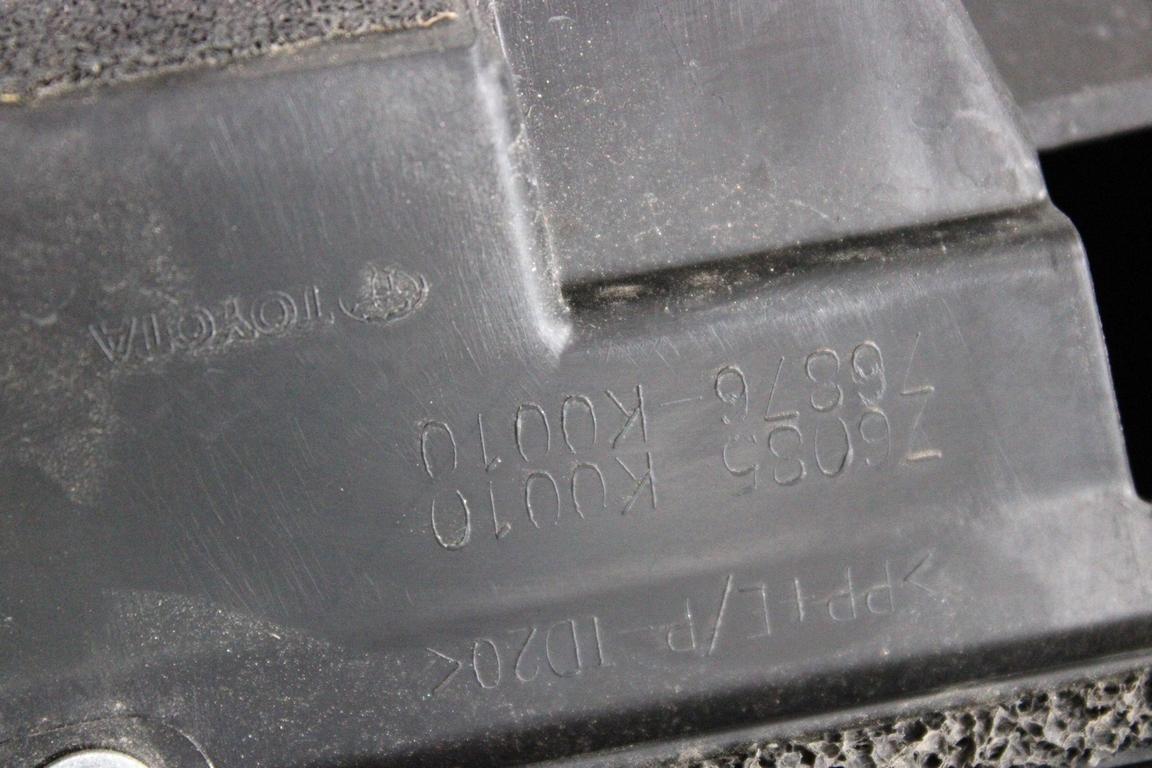 >PP+E/P-TD20<
76085 K0010
76876-K0010
TOYOTA